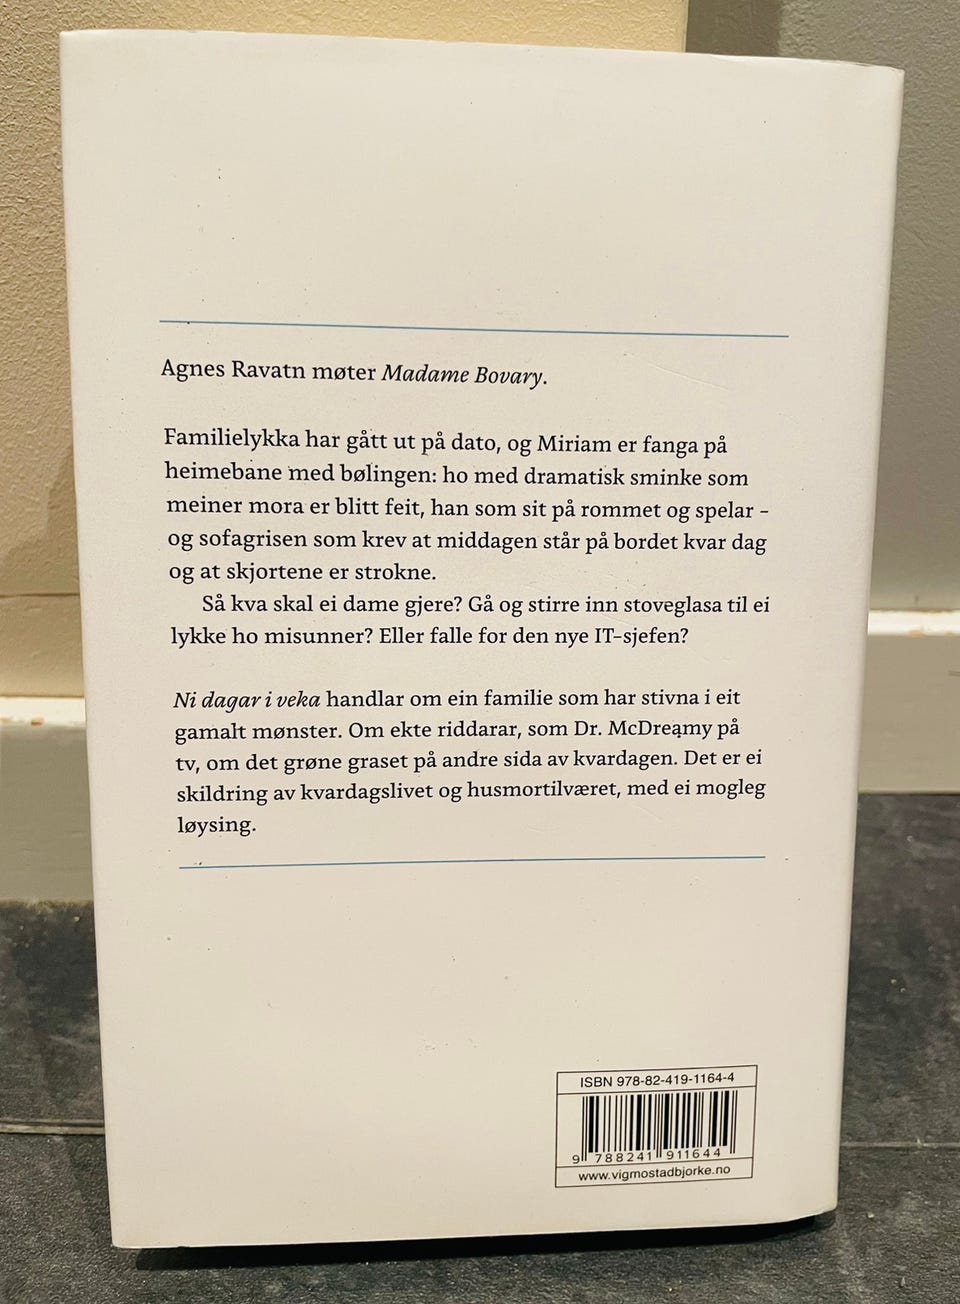 Agnes Ravatn møter Madame Bovary.
Familielykka har gått ut på dato, og Miriam er fanga på
heimebane med bølingen: ho med dramatisk sminke som
meiner mora er blitt feit, han som sit på rommet og spelar –
og sofagrisen som krev at middagen står på bordet kvar dag
og at skjortene er strokne.
Så kva skal ei dame gjere? Gå og stirre inn stoveglasa til ei
lykke ho misunner? Eller falle for den nye IT-sjefen?
Ni dagar i veka handlar om ein familie som har stivna i eit
gamalt mønster. Om ekte riddarar, som Dr. McDreamy på
tv, om det grøne graset på andre sida av kvardagen. Det er ei
skildring av kvardagslivet og husmortilværet, med ei mogleg
løysing.
ISBN 978-82-419-1164-4
9 788241 911644
www.vigmostadbjorke.no